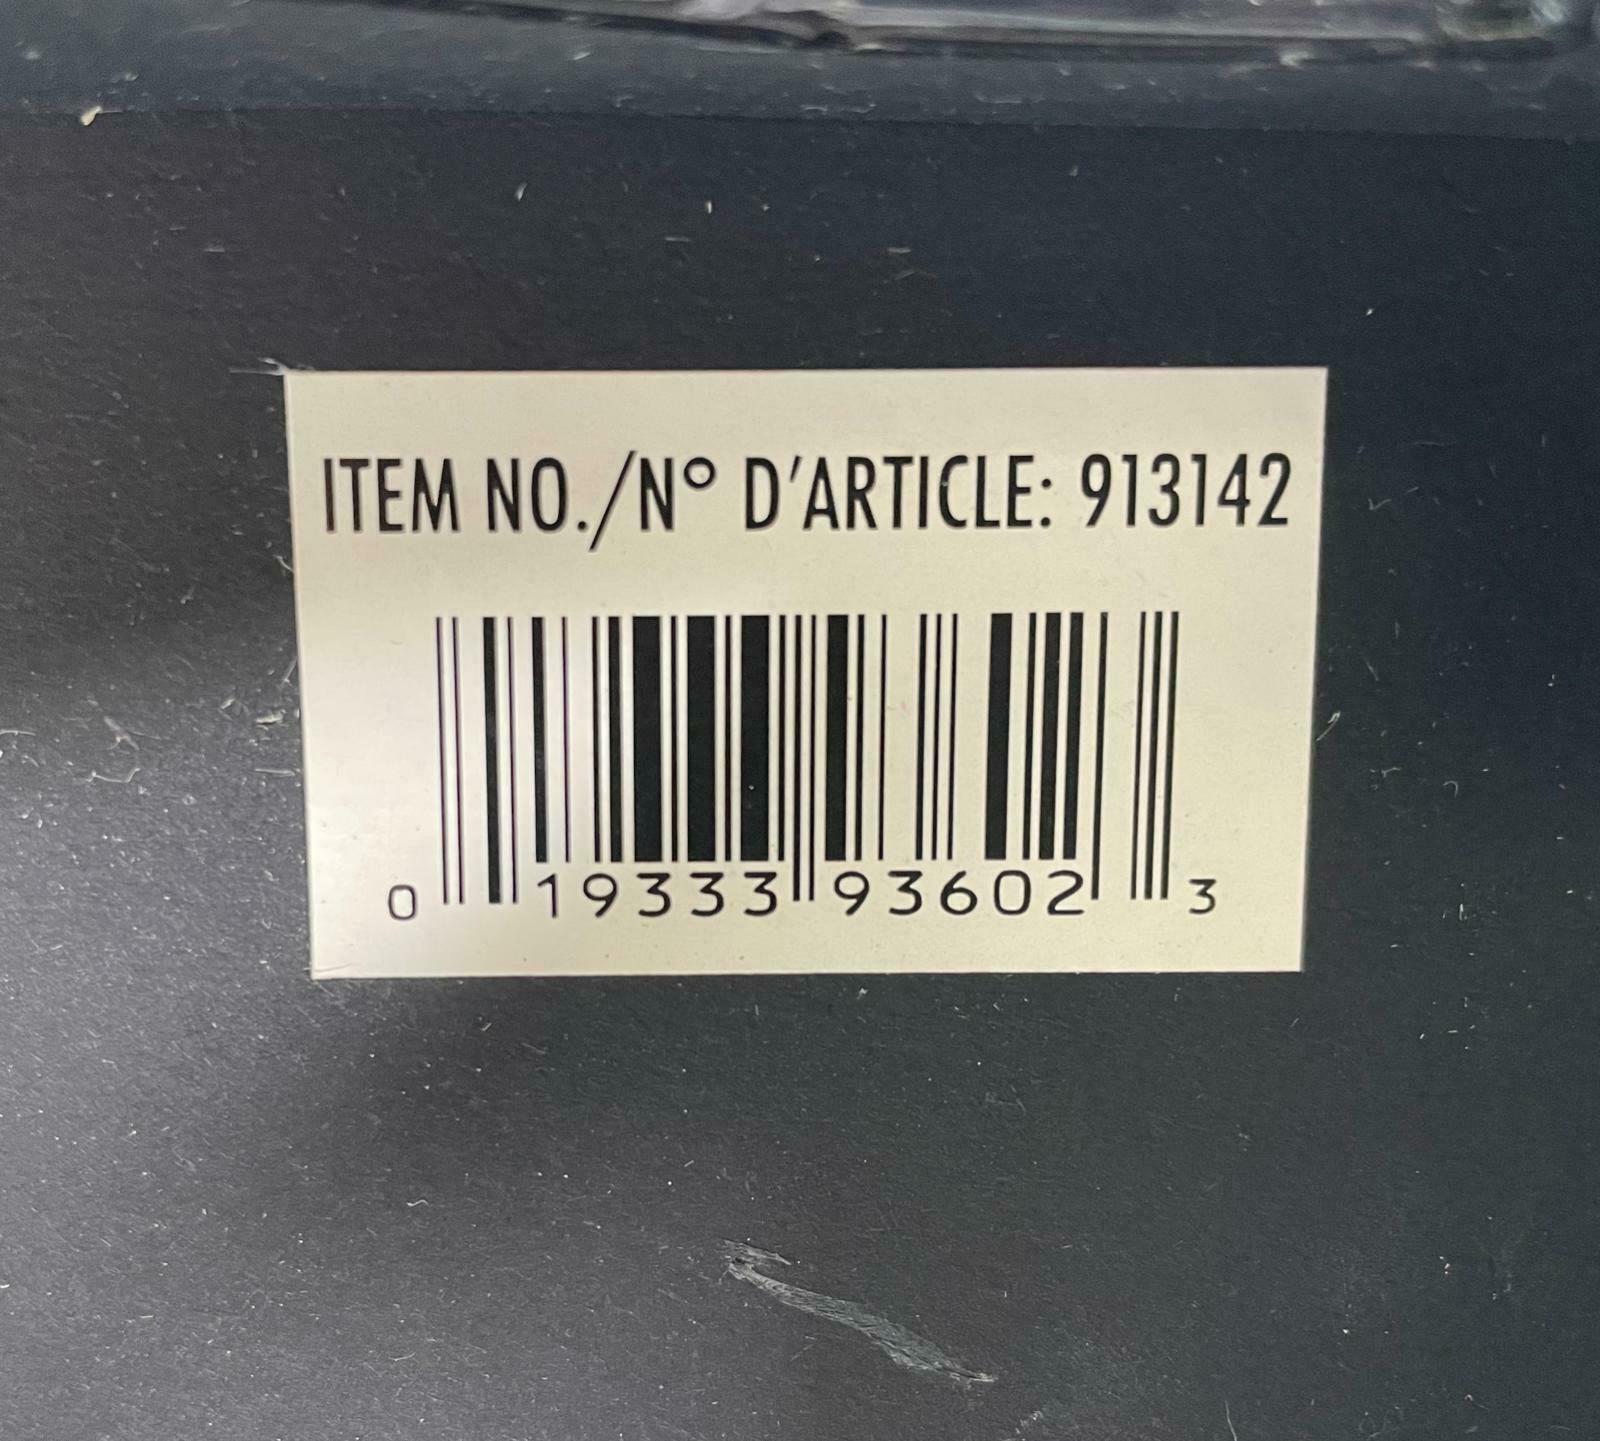 ITEM NO./N° D'ARTICLE: 913142
0 19333 93602 3